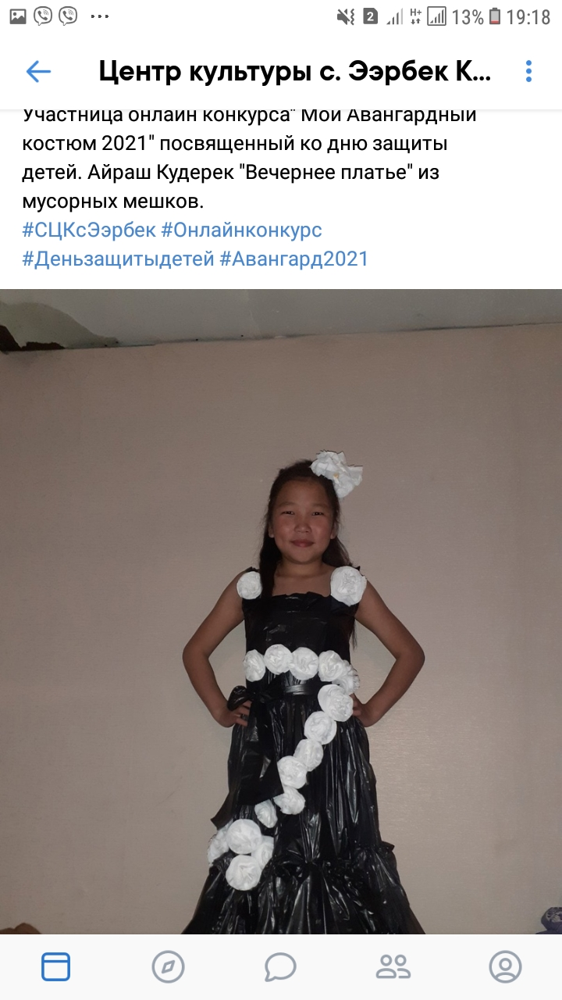 2 H+ 13% 19:18
Центр культуры с. Ээрбек К...
Участница онлайн конкурса" Мой Авангардный
костюм 2021" посвященный ко дню защиты
детей. Айраш Кудерек "Вечернее платье" из
мусорных мешков.
#СЦКсЭэрбек #Онлайнконкурс
#Деньзащитыдетей #Авангард2021